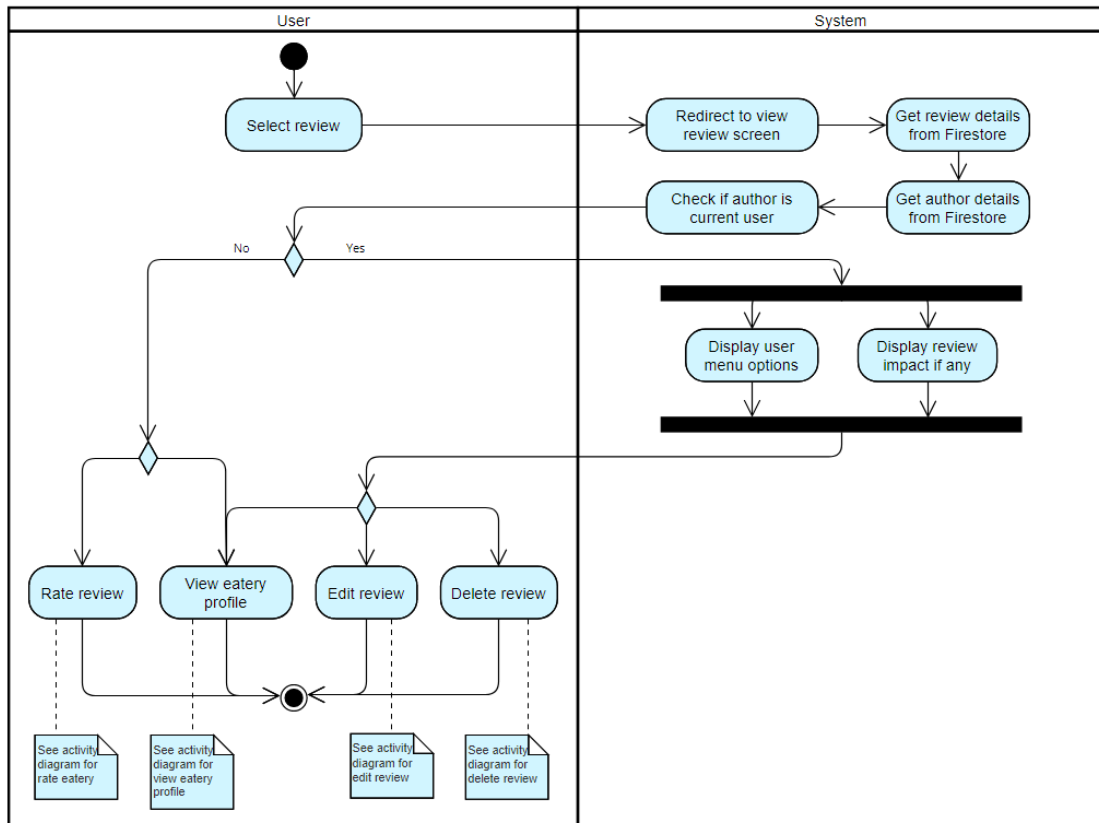 User
System
Select review
Redirect to view
review screen
Get review details
from Firestore
Check if author is
current user
Get author details
from Firestore
No
Yes
Display user
menu options
Display review
impact if any
Rate review
View eatery
profile
Edit review
Delete review
See activity
diagram for
rate eatery
See activity
diagram for
view eatery
profile
See activity
diagram for
edit review
See activity
diagram for
delete review